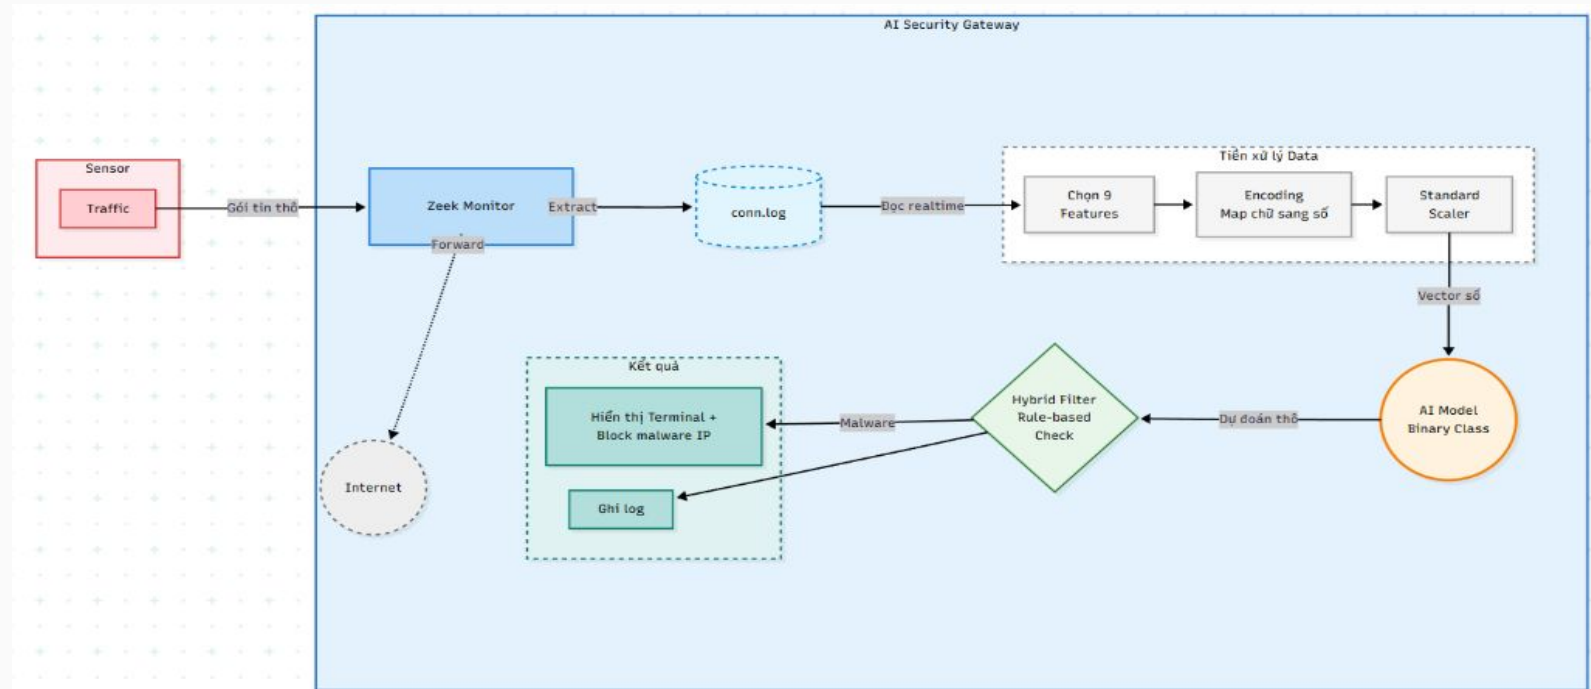 AI Security Gateway
Sensor
Traffic
Gói tin thô
Zeek Monitor
Extract
Forward
conn.log
Đọc realtime
Tiền xử lý Data
Chọn 9
Features
Encoding
Map chữ sang số
Standard
Scaler
Vector số
AI Model
Binary Class
Dự đoán thô
Hybrid Filter
Rule-based
Check
Malware
Kết quả
Hiển thị Terminal +
Block malware IP
Ghi log
Internet